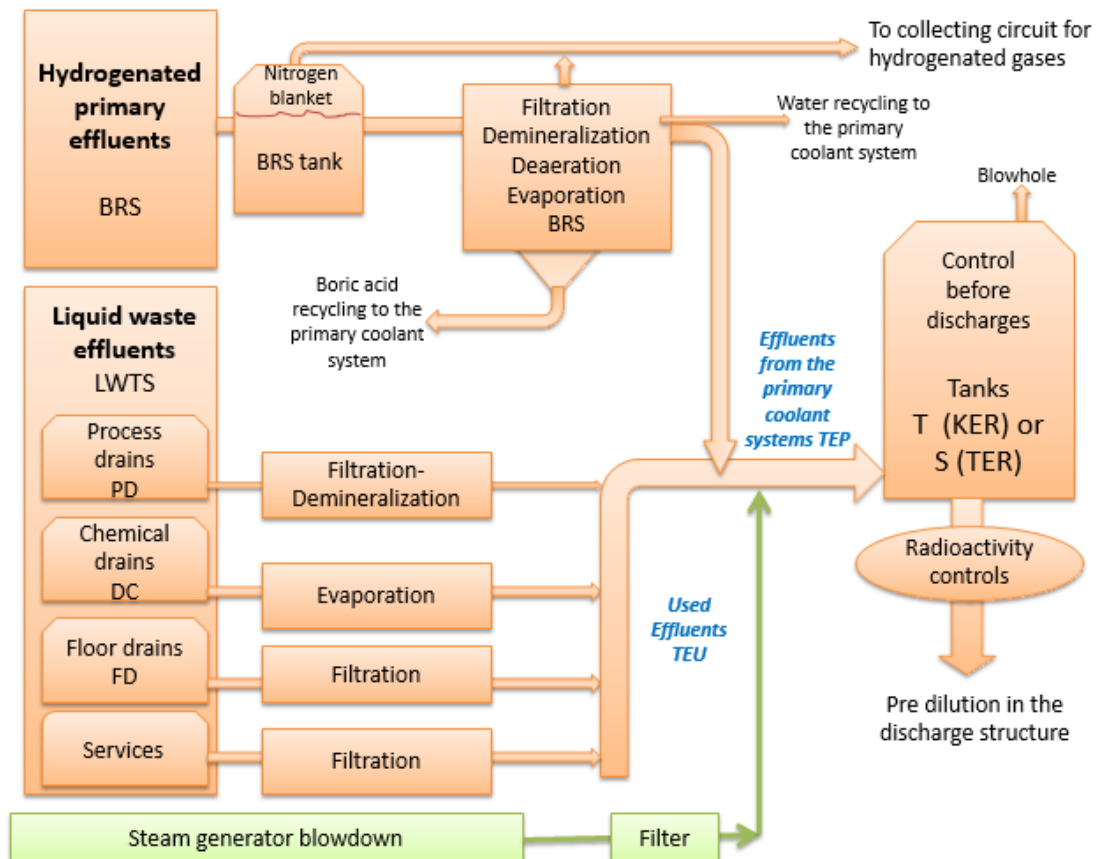 Hydrogenated
primary
effluents
BRS
Nitrogen
blanket
BRS tank
Filtration
Demineralization
Deaeration
Evaporation
BRS
To collecting circuit for
hydrogenated gases
Water recycling to
the primary
coolant system
Boric acid
recycling to the
primary coolant
system
Blowhole
Control
before
discharges
Tanks
T (KER) or
S (TER)
Radioactivity
controls
Pre dilution in the
discharge structure
Effluents
from the
primary
coolant
systems TEP
Liquid waste
effluents
LWTS
Process
drains
PD
Filtration-
Demineralization
Chemical
drains
DC
Evaporation
Floor drains
FD
Filtration
Services
Filtration
Used
Effluents
TEU
Steam generator blowdown
Filter